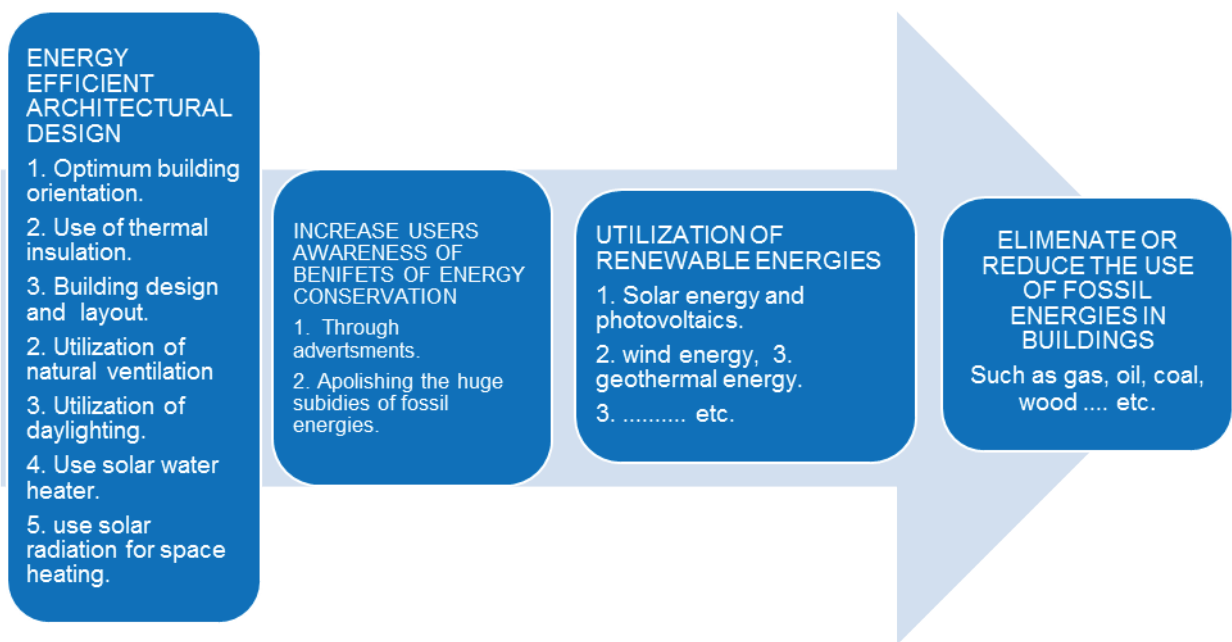 ENERGY
EFFICIENT
ARCHITECTURAL
DESIGN
1. Optimum building
orientation.
2. Use of thermal
insulation.
3. Building design
and layout.
2. Utilization of
natural ventilation
3. Utilization of
daylighting.
4. Use solar water
heater.
5. use solar
radiation for space
heating.
INCREASE USERS
AWARENESS OF
BENIFETS OF ENERGY
CONSERVATION
1. Through
advertsments.
2. Apolishing the huge
subidies of fossil
energies.
UTILIZATION OF
RENEWABLE ENERGIES
1. Solar energy and
photovoltaics.
2. wind energy, 3.
geothermal energy.
3. .......... etc.
ELIMENATE OR
REDUCE THE USE
OF FOSSIL
ENERGIES IN
BUILDINGS
Such as gas, oil, coal,
wood .... etc.